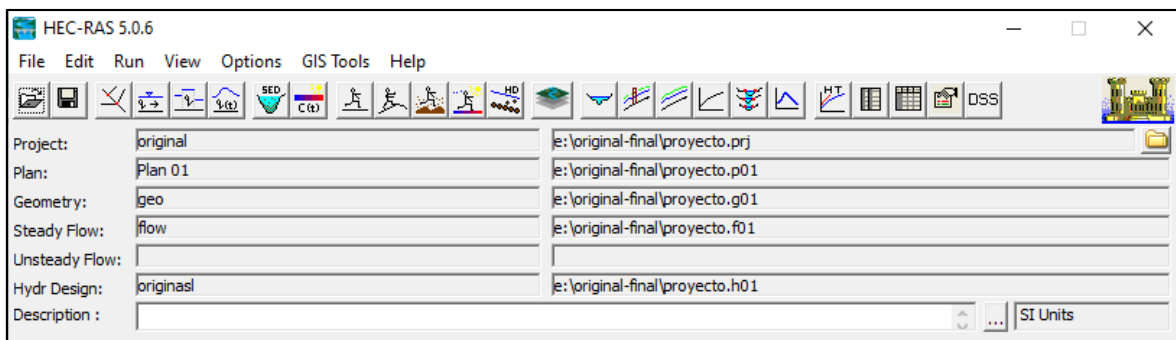 HEC-RAS 5.0.6
File Edit Run View Options GIS Tools Help
SED C(t) HD HT DSS
Project: original e:\original-final\proyecto.prj
Plan: Plan 01 e:\original-final\proyecto.p01
Geometry: geo e:\original-final\proyecto.g01
Steady Flow: flow e:\original-final\proyecto.f01
Unsteady Flow:
Hydr Design: originasl e:\original-final\proyecto.h01
Description : ... SI Units